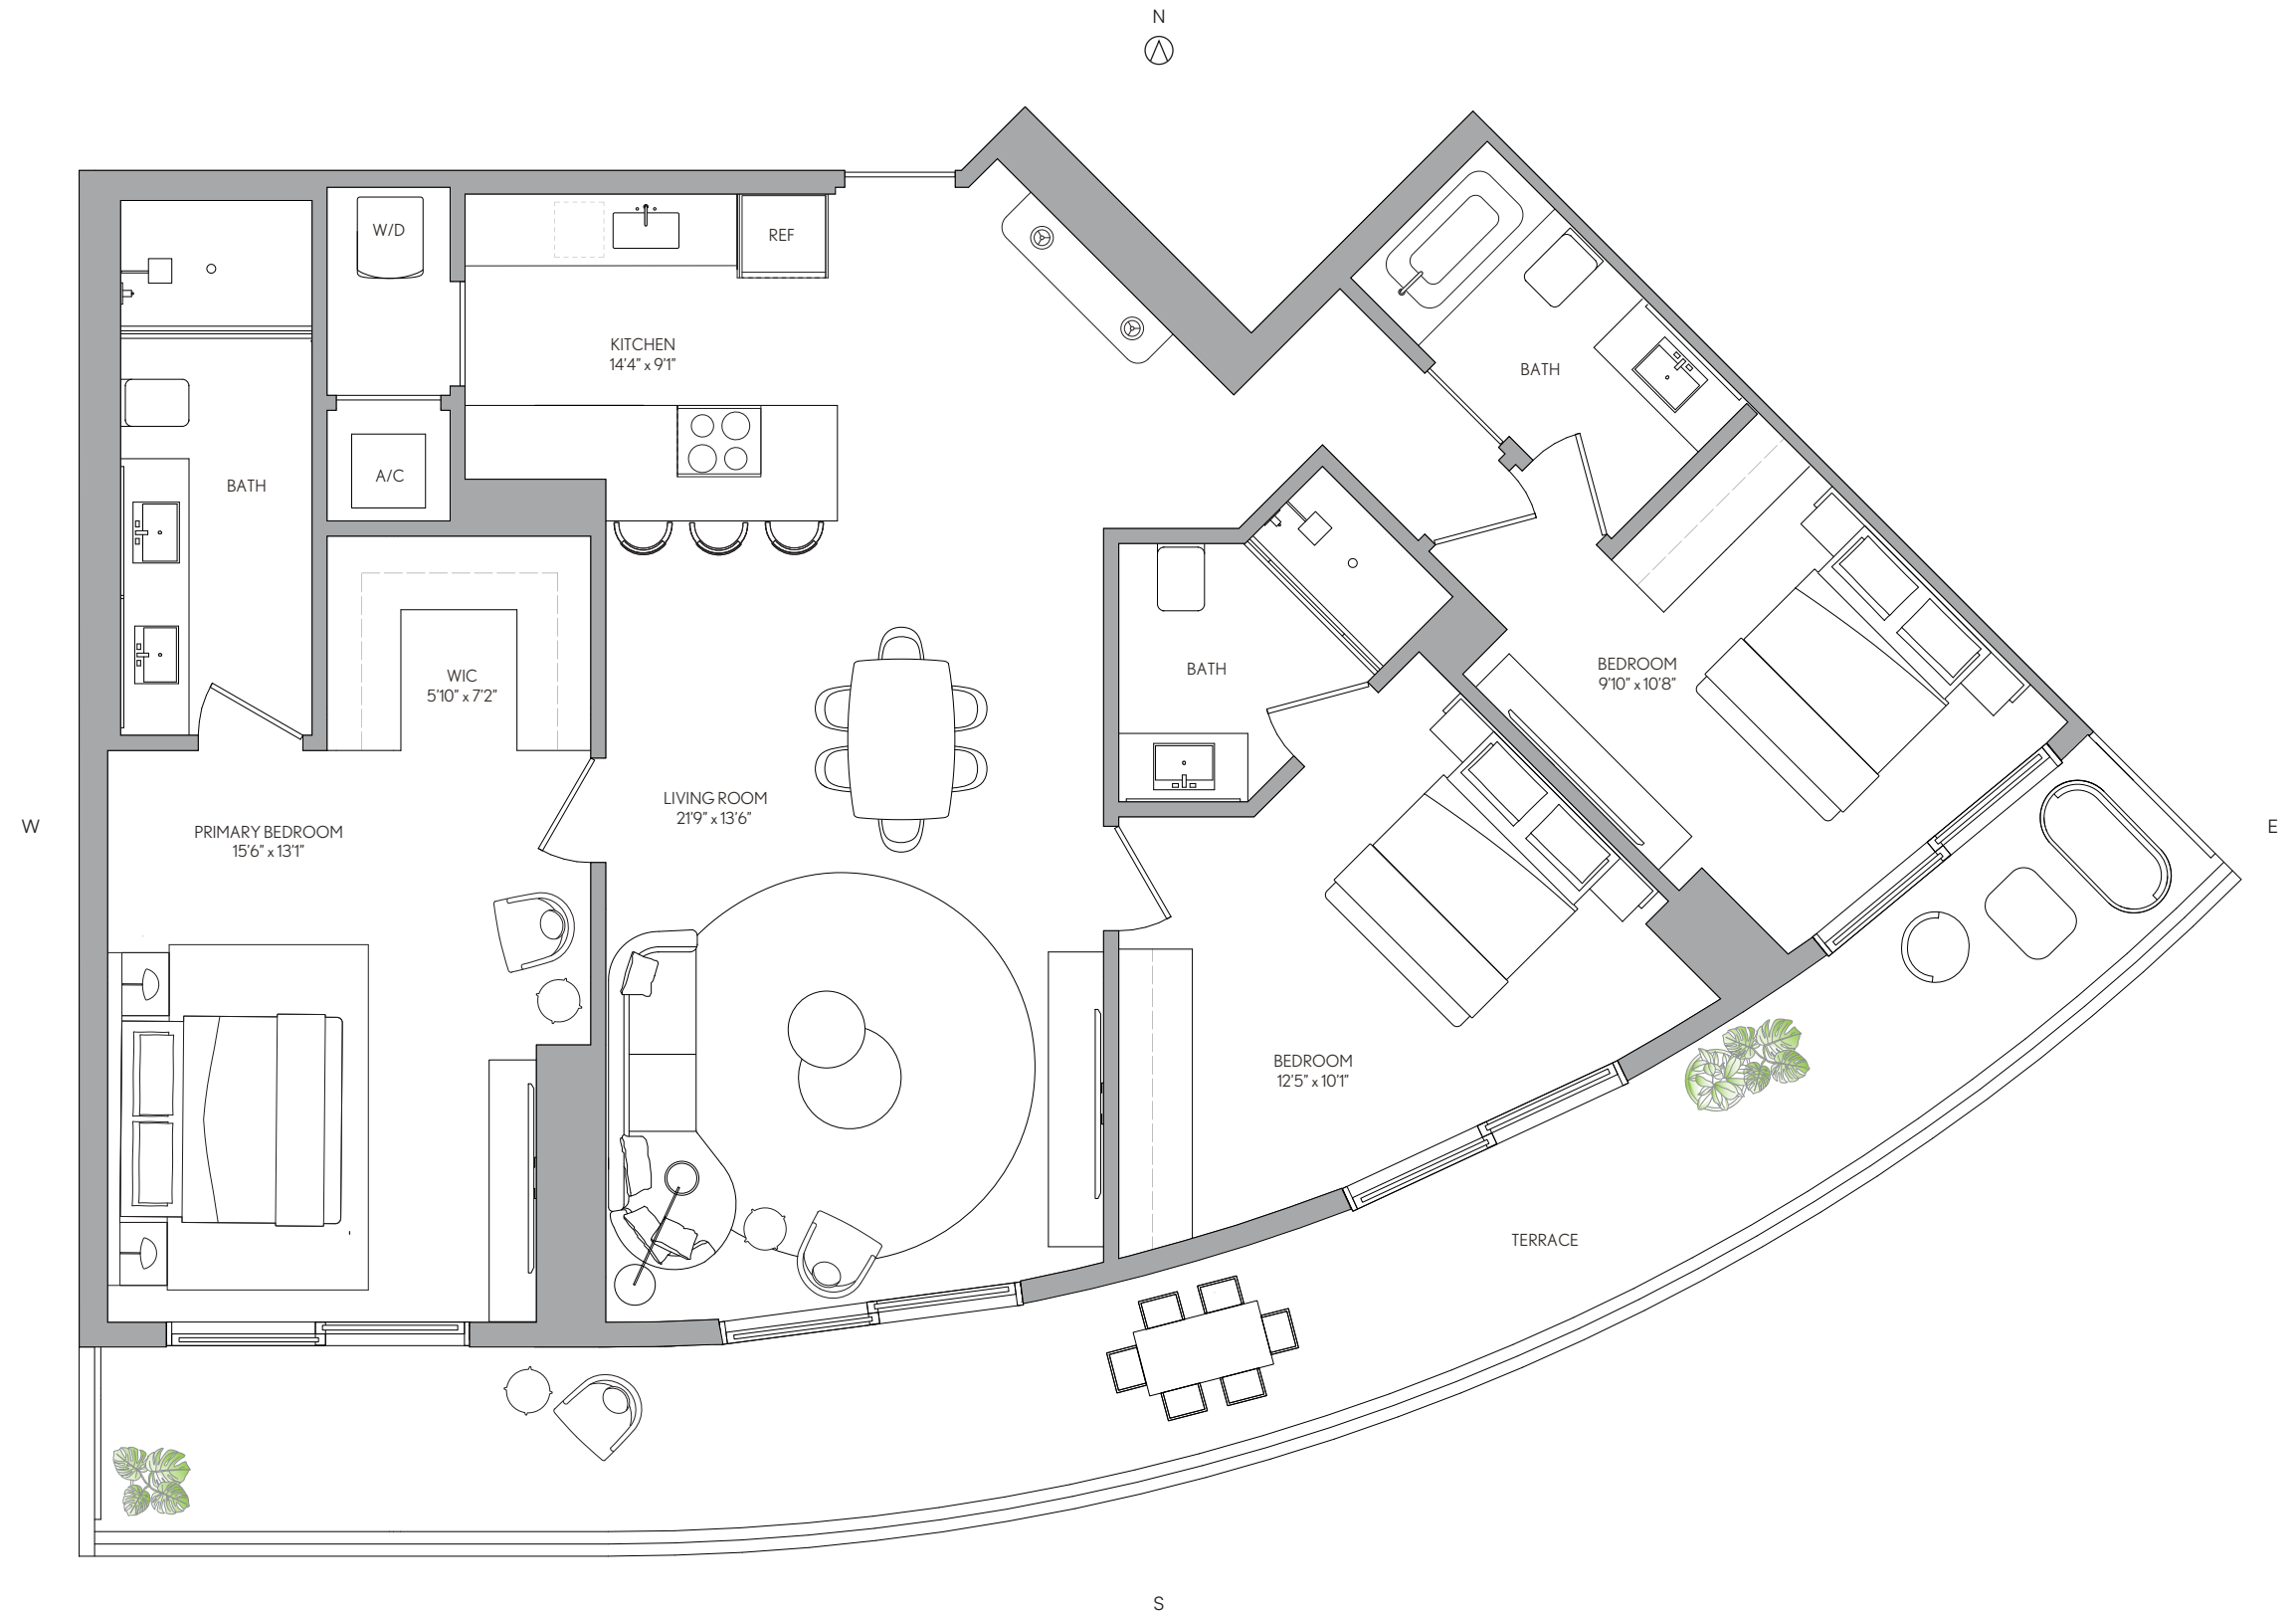 N
W/D
REF
KITCHEN
14'4" x 9'1"
BATH
A/C
BATH
WIC
5'10" x 7'2"
BATH
BEDROOM
9'10" x 10'8"
LIVING ROOM
21'9" x 13'6"
W
E
PRIMARY BEDROOM
15'6" x 13'1"
BEDROOM
12'5" x 10'1"
TERRACE
S